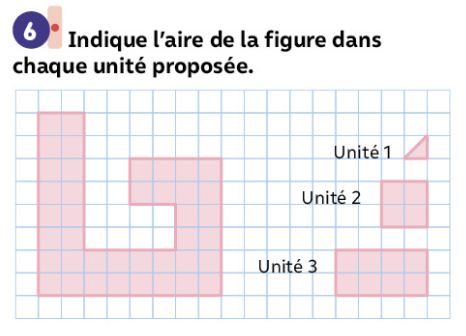 6 Indique l'aire de la figure dans
chaque unité proposée.
Unité 1
Unité 2
Unité 3